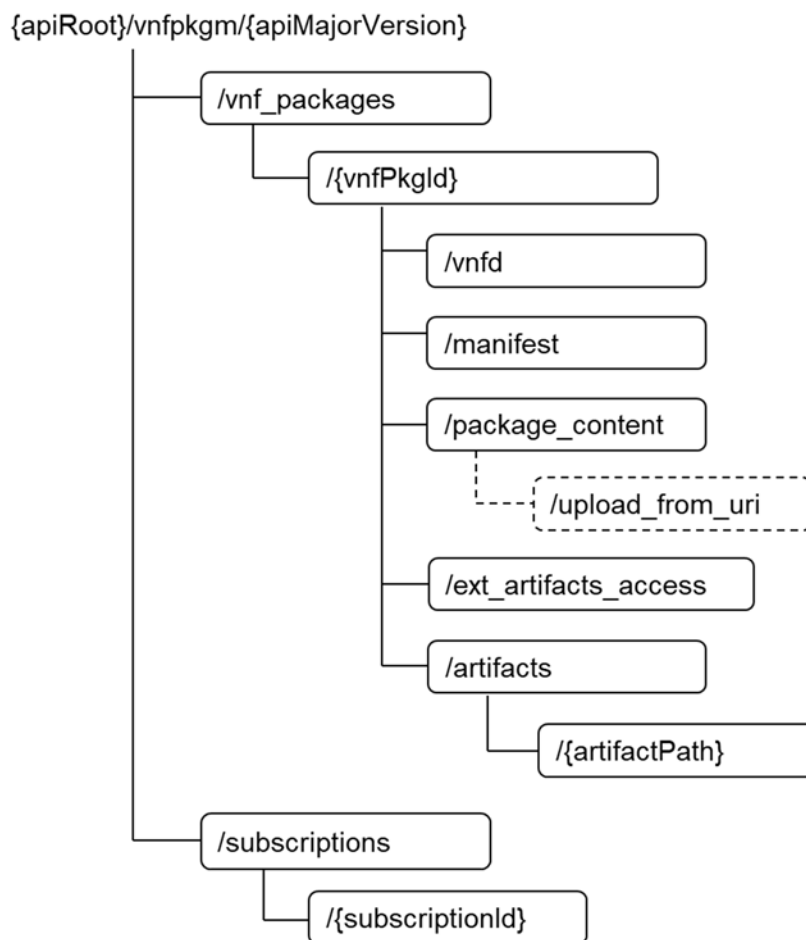 {apiRoot}/vnfpkgm/{apiMajorVersion}
/vnf_packages
/{vnfPkgId}
/vnfd
/manifest
/package_content
/upload_from_uri
/ext_artifacts_access
/artifacts
/{artifactPath}
/subscriptions
/{subscriptionId}